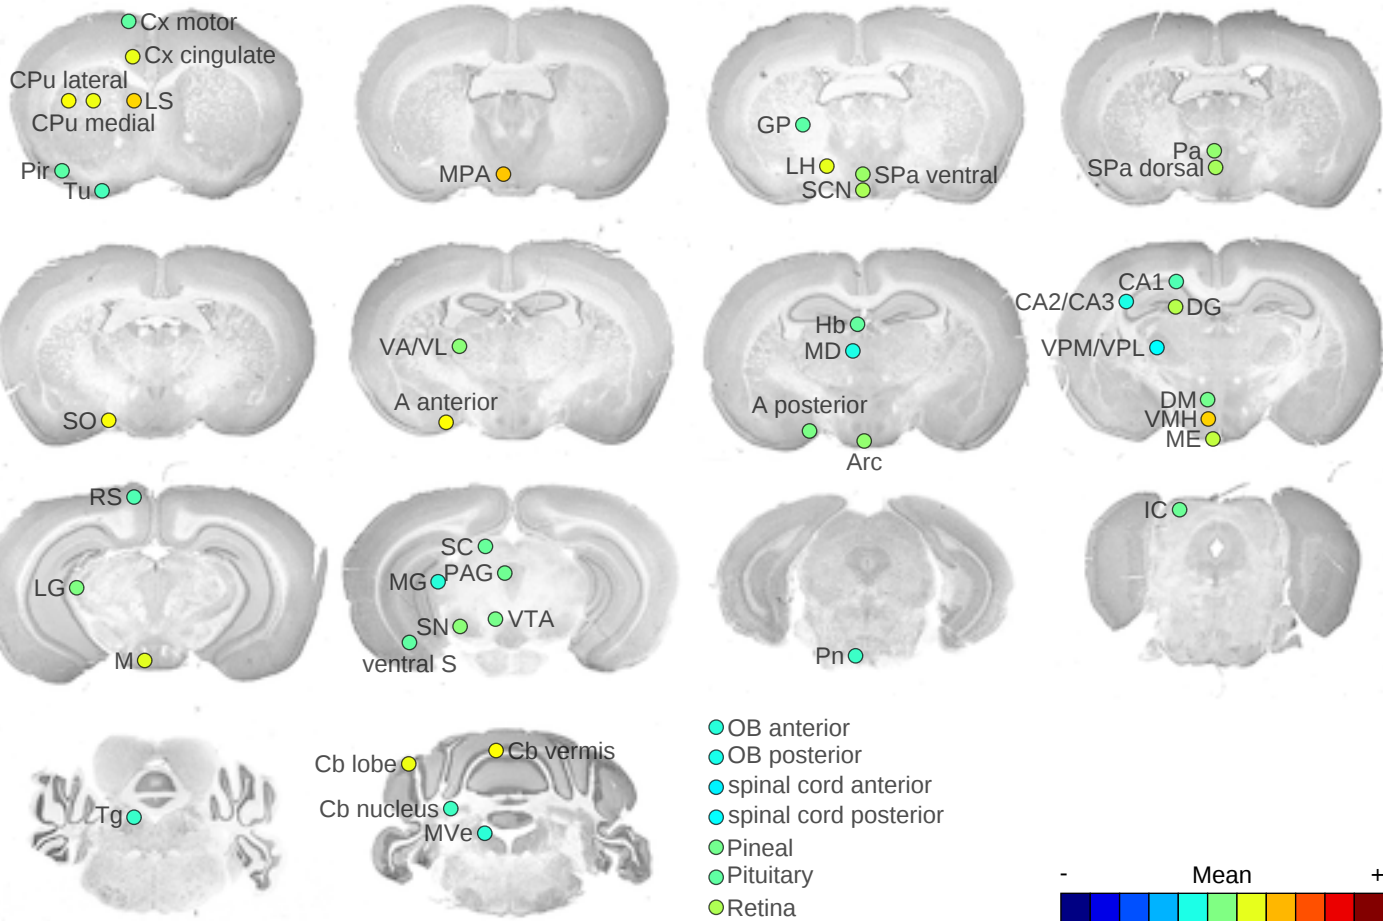 Cx motor
Cx cingulate
CPu lateral
LS
CPu medial
Pir
Tu
MPA
GP
LH
SPa ventral
SCN
Pa
SPa dorsal
SO
VA/VL
A anterior
Hb
MD
A posterior
Arc
CA1
CA2/CA3
DG
VPM/VPL
DM
VMH
ME
RS
LG
M
SC
MG
PAG
SN
VTA
ventral S
Pn
IC
Tg
Cb lobe
Cb vermis
Cb nucleus
MVe
OB anterior
OB posterior
spinal cord anterior
spinal cord posterior
Pineal
Pituitary
Retina
- Mean +